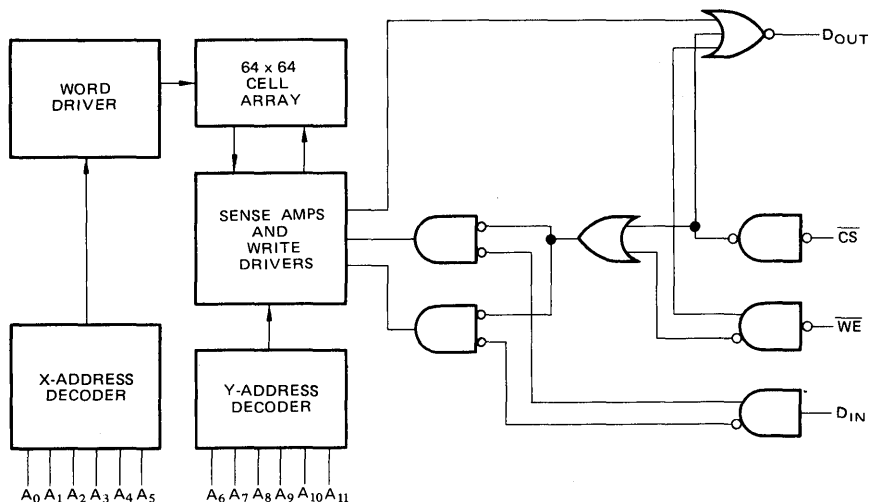 WORD
DRIVER
64 x 64
CELL
ARRAY
DOUT
SENSE AMPS
AND
WRITE
DRIVERS
CS
WE
X-ADDRESS
DECODER
Y-ADDRESS
DECODER
DIN
A0 A1 A2 A3 A4 A5
A6 A7 A8 A9 A10 A11